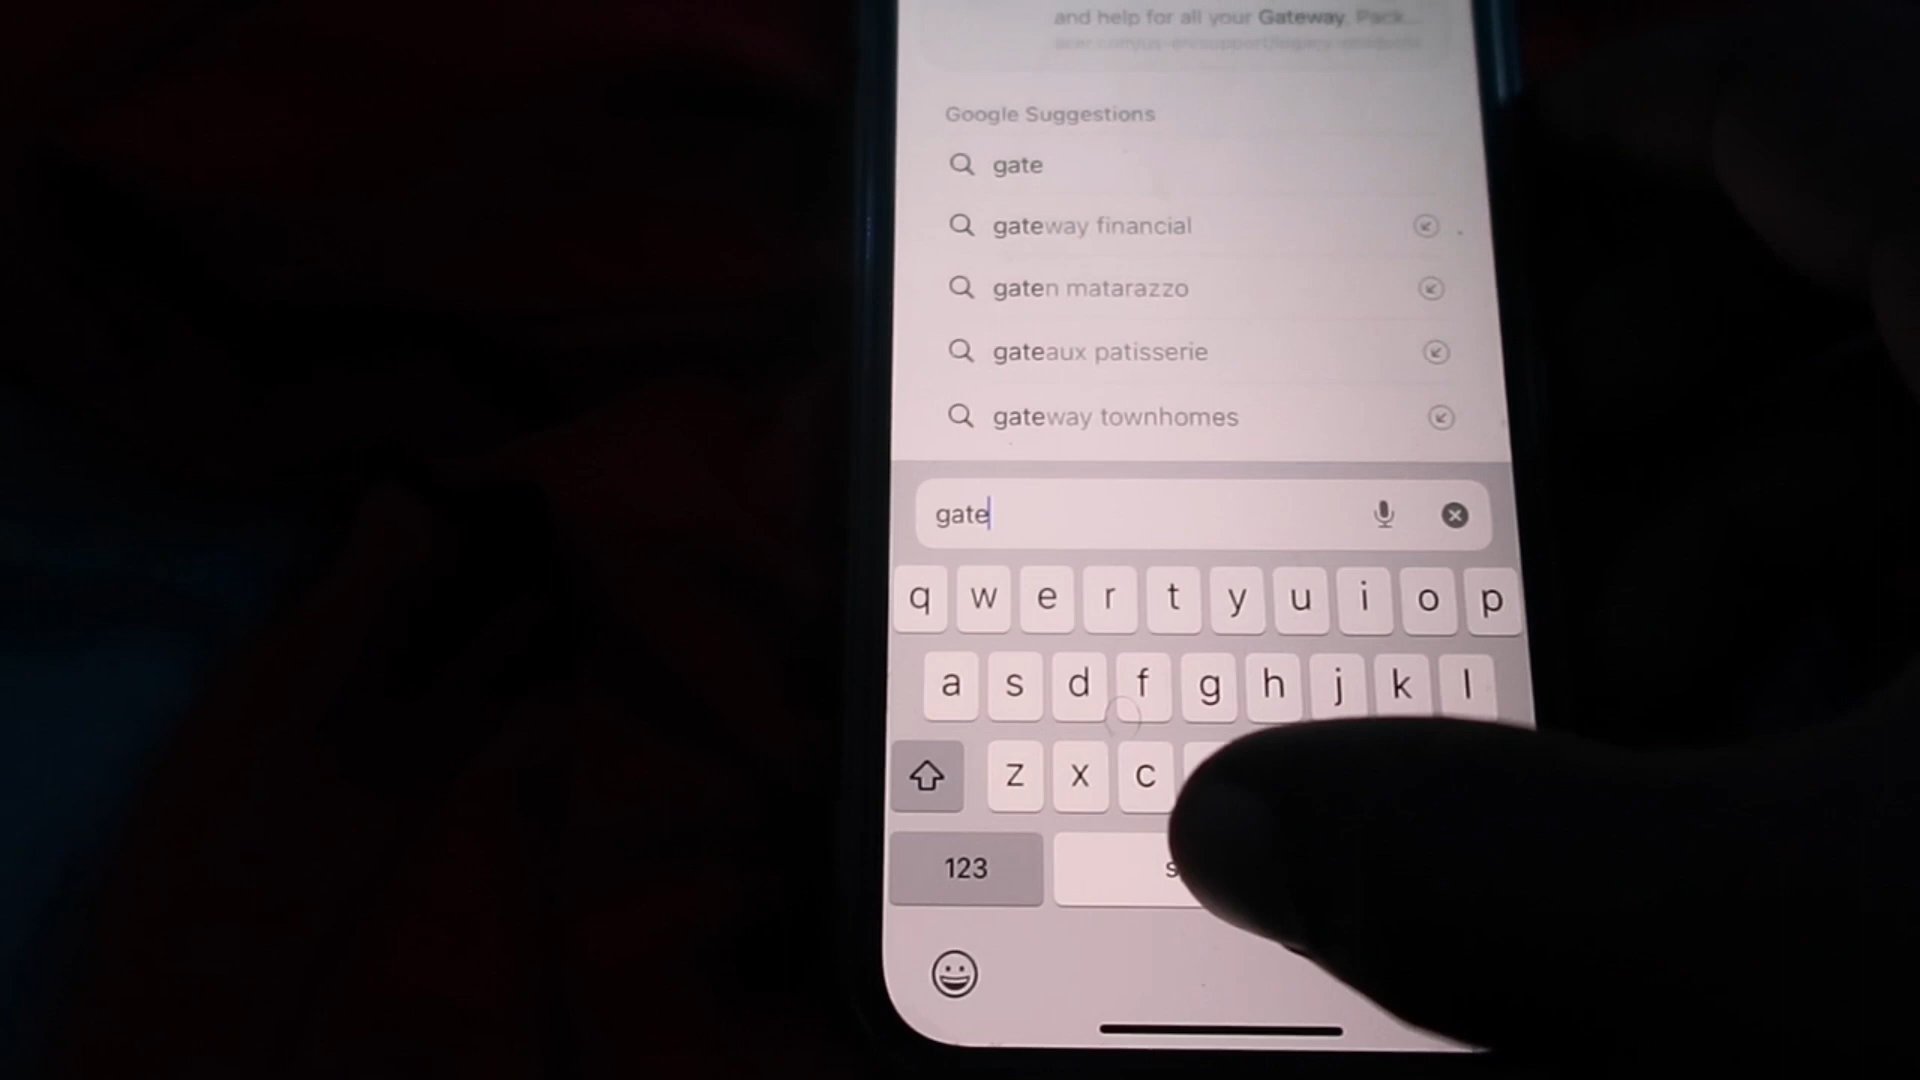 and help for all your Gateway, Pack...
Google Suggestions
gate
gateway financial
gaten matarazzo
gateaux patisserie
gateway townhomes
gate
q w e r t y u i o p
a s d f g h j k l
z x c
123 s